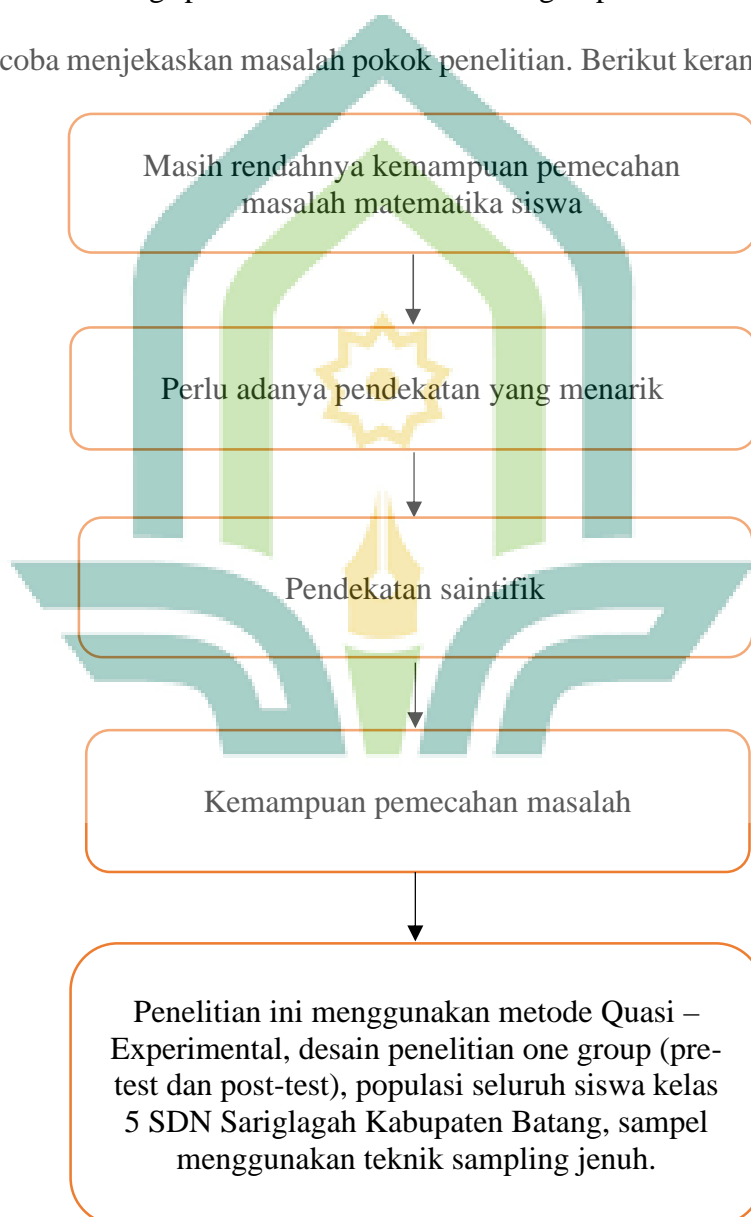 coba menjekaskan masalah pokok penelitian. Berikut keran
Masih rendahnya kemampuan pemecahan
masalah matematika siswa
Perlu adanya pendekatan yang menarik
Pendekatan saintifik
Kemampuan pemecahan masalah
Penelitian ini menggunakan metode Quasi –
Experimental, desain penelitian one group (pre-
test dan post-test), populasi seluruh siswa kelas
5 SDN Sariglagah Kabupaten Batang, sampel
menggunakan teknik sampling jenuh.